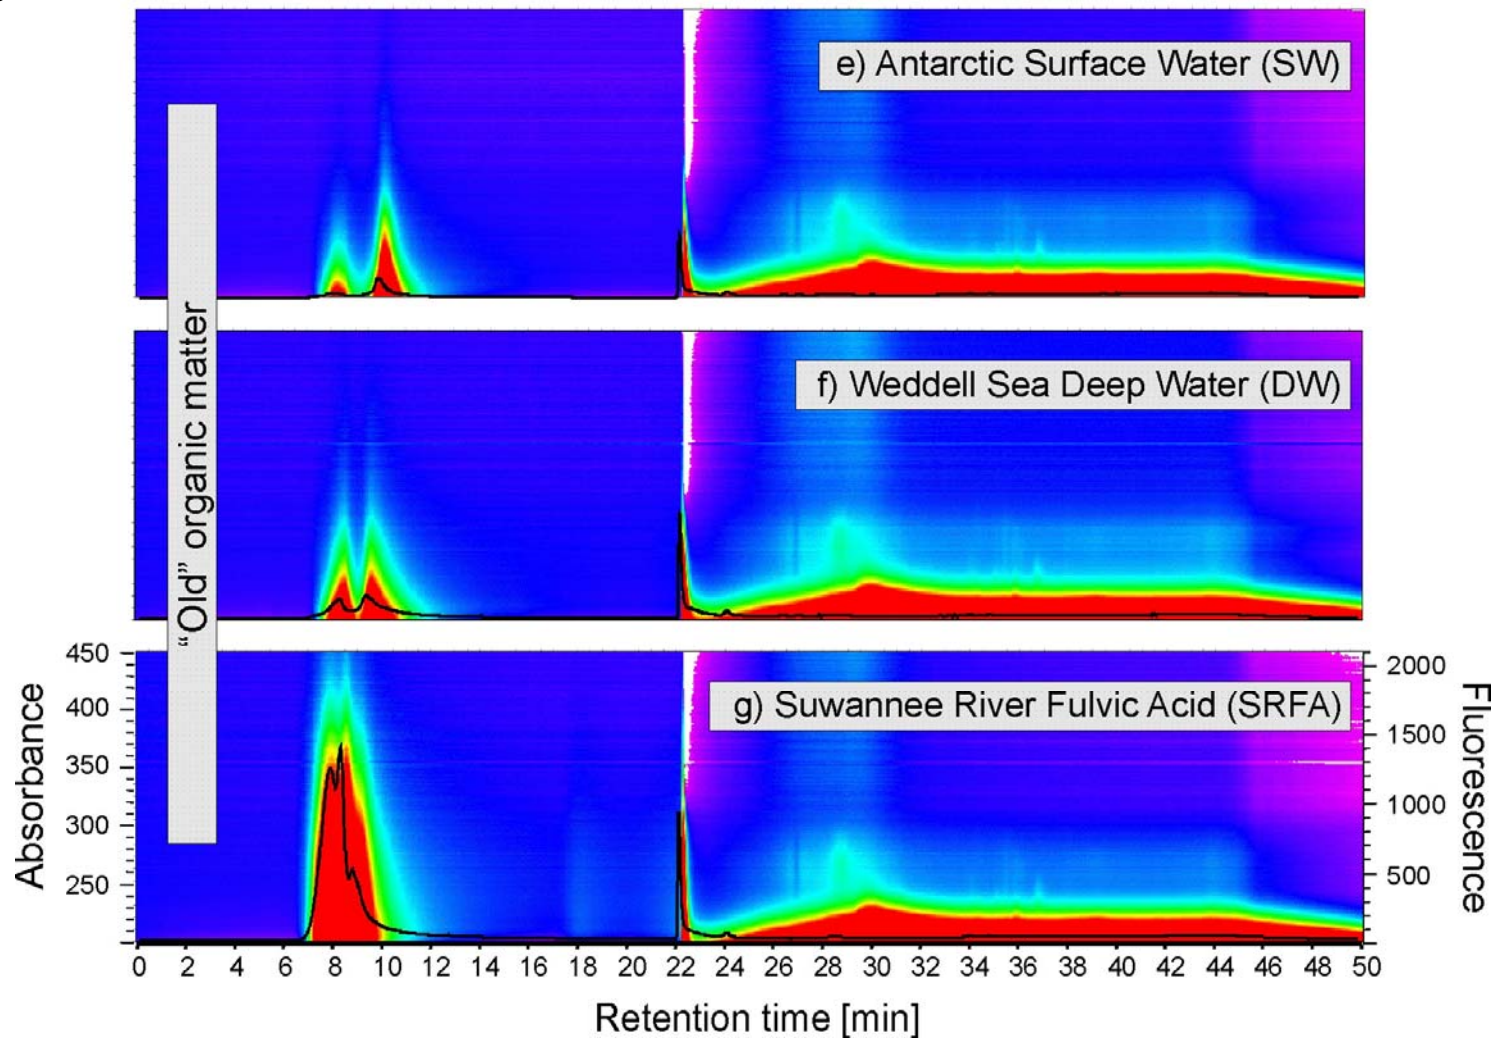 e) Antarctic Surface Water (SW)
f) Weddell Sea Deep Water (DW)
g) Suwannee River Fulvic Acid (SRFA)
“Old” organic matter
Absorbance
450
400
350
300
250
Fluorescence
2000
1500
1000
500
0 2 4 6 8 10 12 14 16 18 20 22 24 26 28 30 32 34 36 38 40 42 44 46 48 50
Retention time [min]